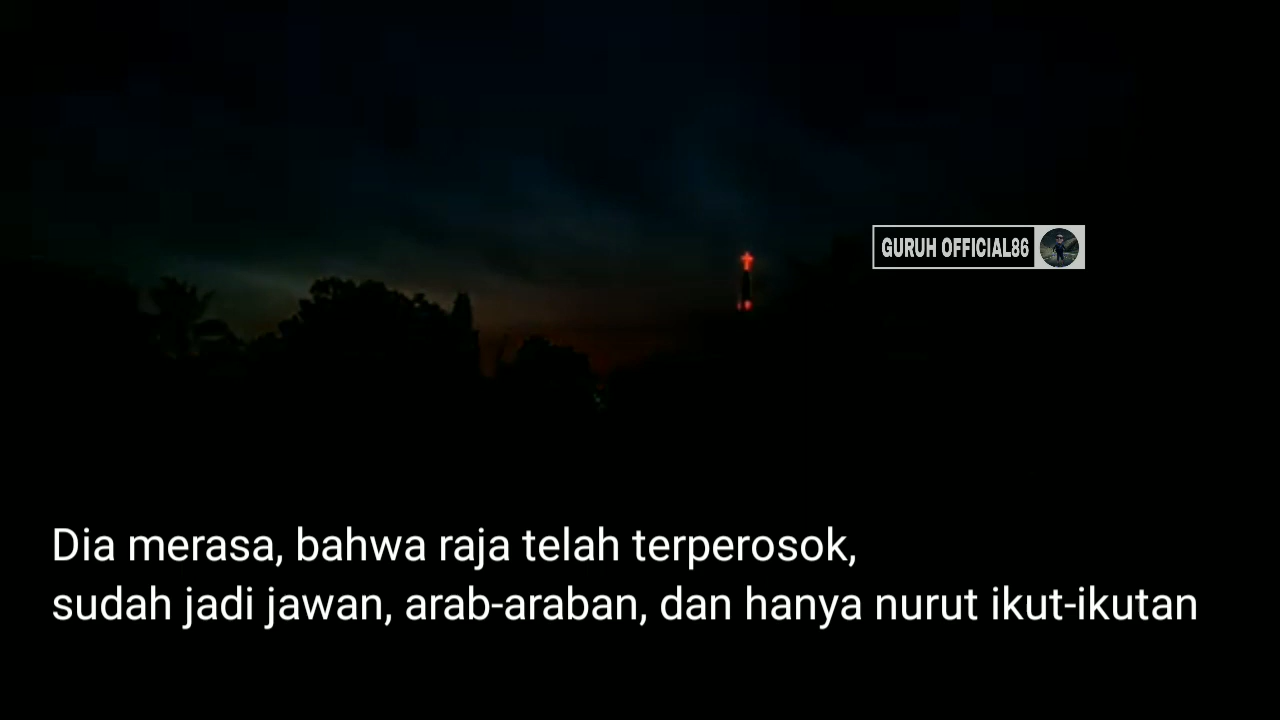 GURUH OFFICIAL86
Dia merasa, bahwa raja telah terperosok,
sudah jadi jawan, arab-araban, dan hanya nurut ikut-ikutan